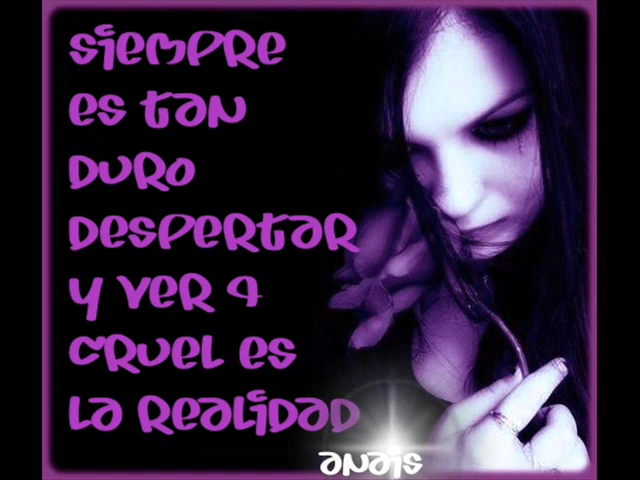 SIEMPRE
ES TAN
DURO
DESPERTAR
Y VER q
CRUEL ES
LA REALIDAD
ANAIS